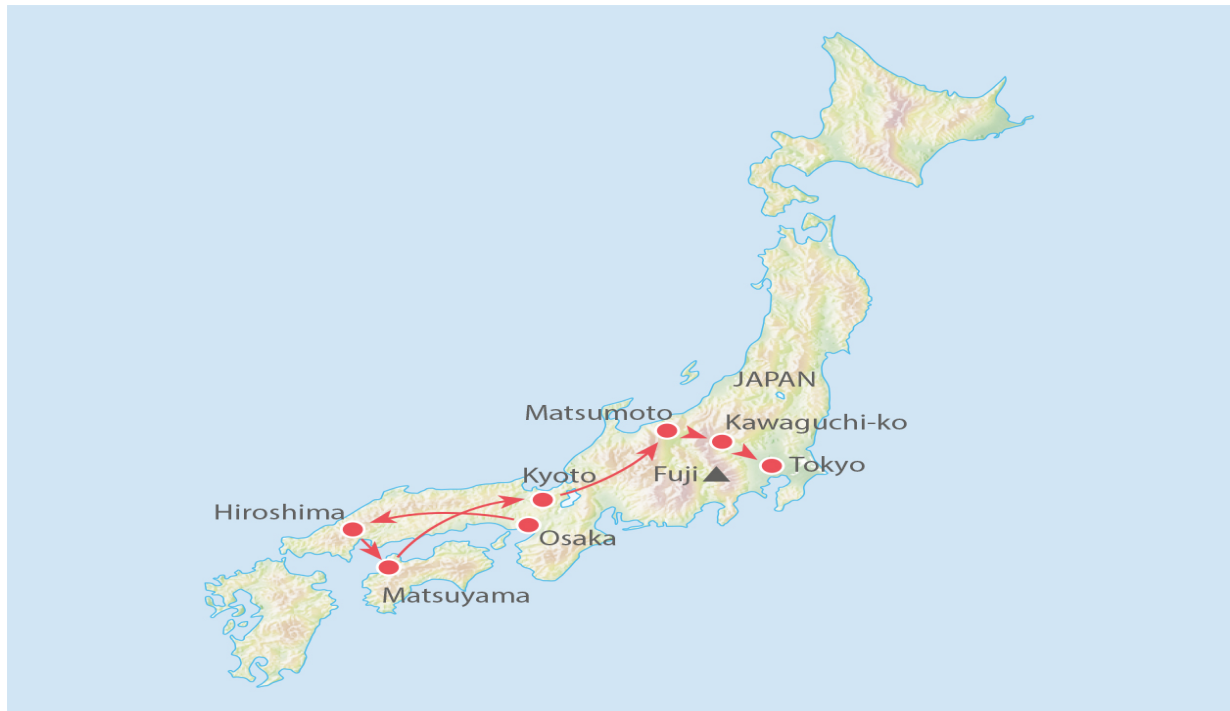 JAPAN
Matsumoto
Kawaguchi-ko
Tokyo
Fuji
Kyoto
Hiroshima
Osaka
Matsuyama